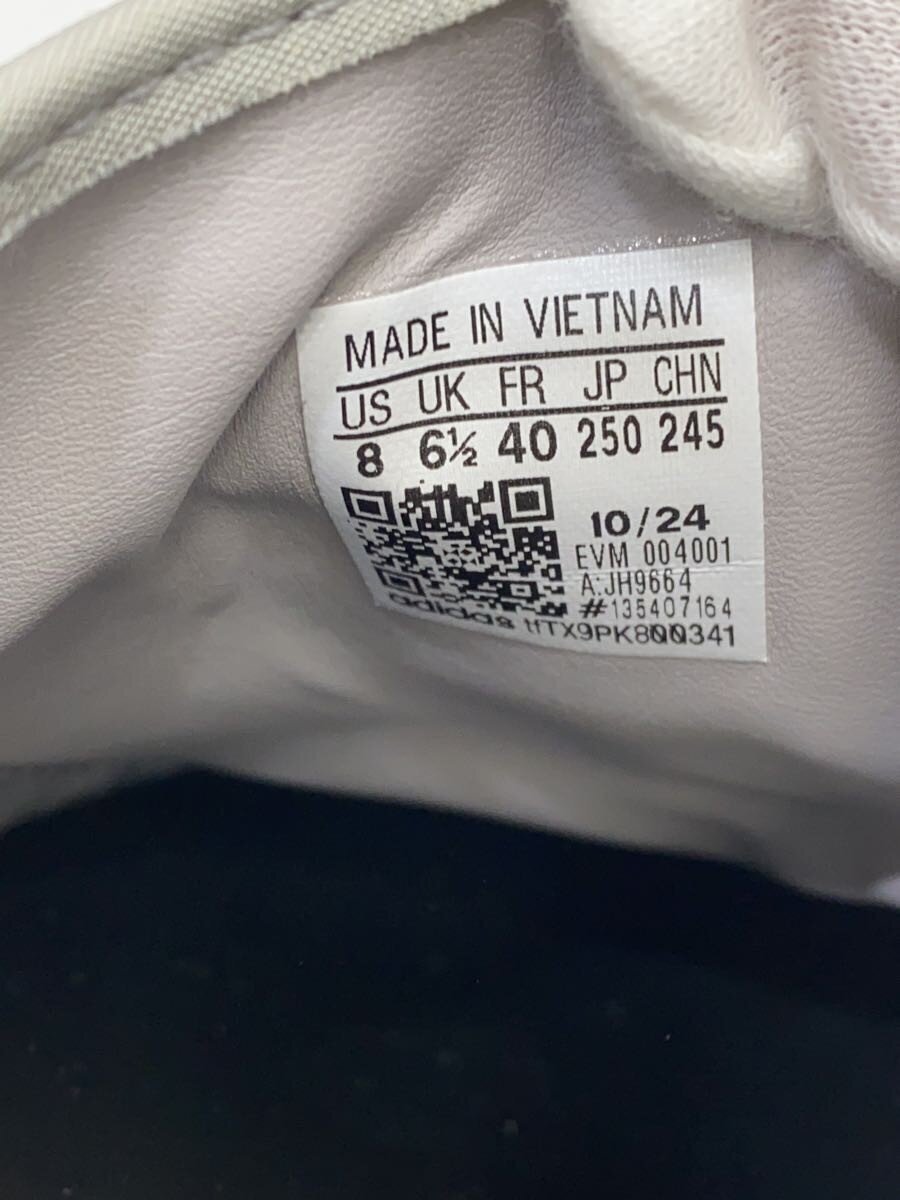 MADE IN VIETNAM
US UK FR JP CHN
8 6½ 40 250 245
10/24
EVM 004001
A:JH9664
#135407164
adidas tfTX9PK800341